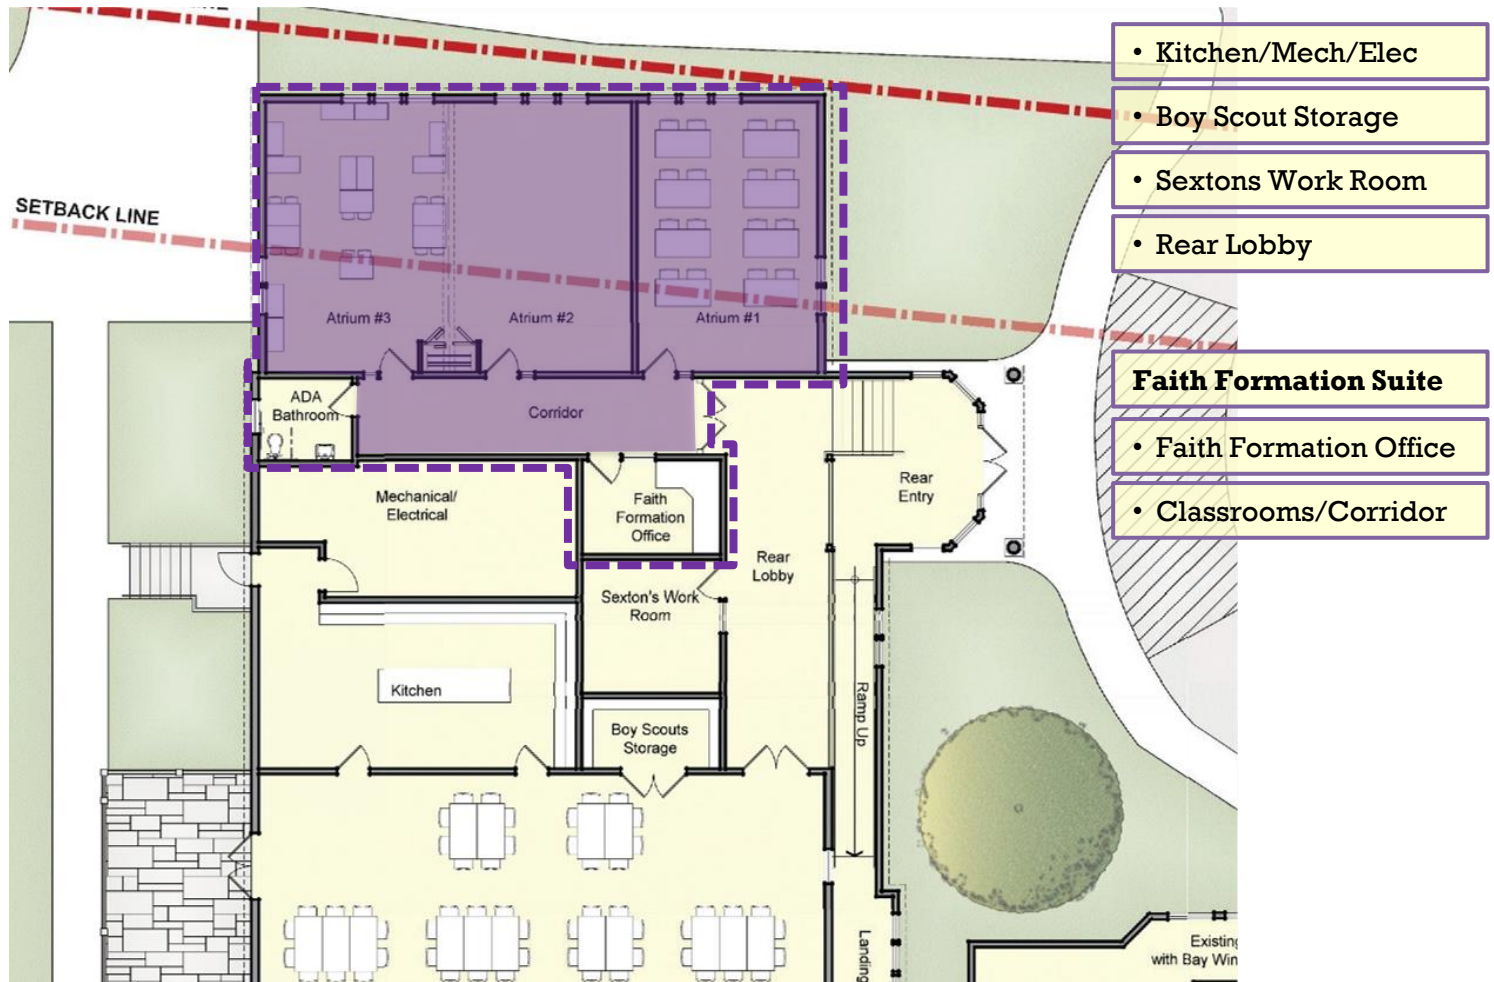 SETBACK LINE
Atrium #3
Atrium #2
Atrium #1
ADA
Bathroom
Corridor
Mechanical/
Electrical
Faith
Formation
Office
Rear
Entry
Rear
Lobby
Sexton's Work
Room
Kitchen
Boy Scouts
Storage
Ramp Up
Landing
Existing
with Bay Win
• Kitchen/Mech/Elec
• Boy Scout Storage
• Sextons Work Room
• Rear Lobby
Faith Formation Suite
• Faith Formation Office
• Classrooms/Corridor